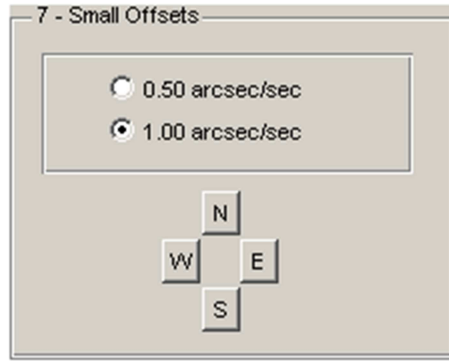 7 - Small Offsets
0.50 arcsec/sec
1.00 arcsec/sec
N
W E
S